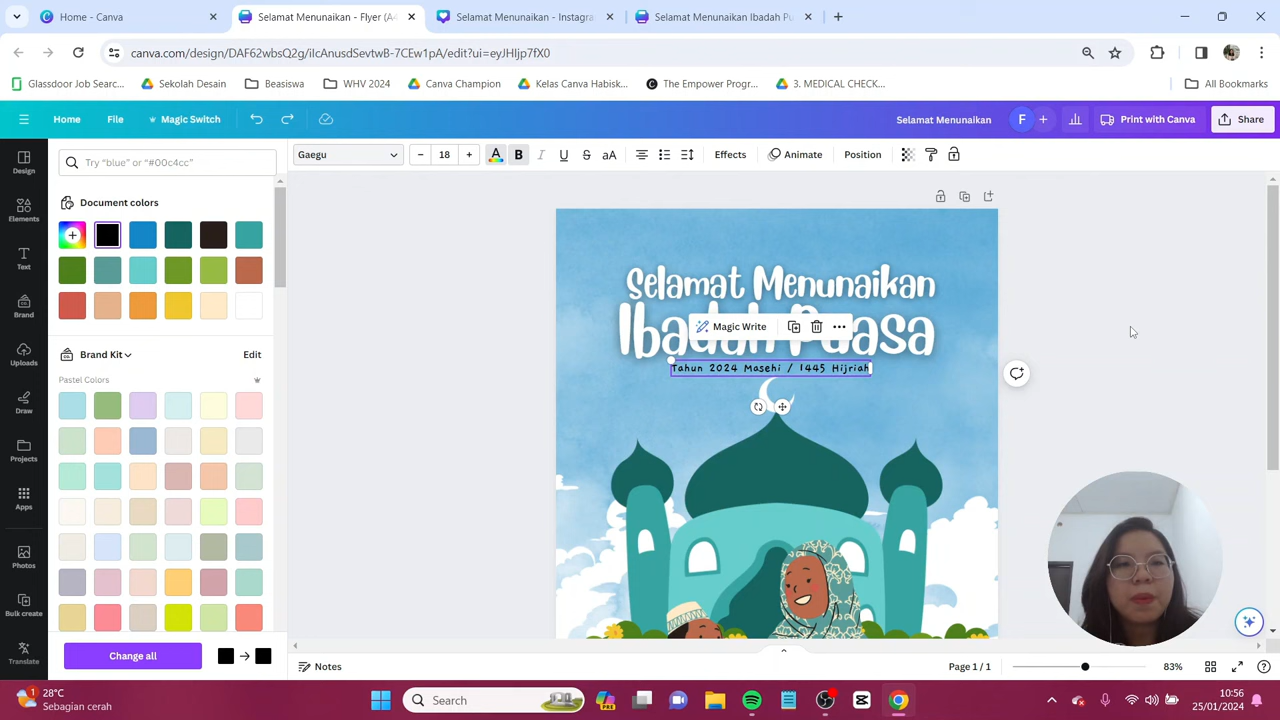 Home - Canva
Selamat Menunaikan - Flyer (A4
Selamat Menunaikan - Instagra
Selamat Menunaikan Ibadah Pu
canva.com/design/DAF62wbsQ2g/iIcAnusdSevtwB-7CEw1pA/edit?ui=eyJHIjp7fX0
Glassdoor Job Searc...
Sekolah Desain
Beasiswa
WHV 2024
Canva Champion
Kelas Canva Habisk...
The Empower Progr...
3. MEDICAL CHECK...
All Bookmarks
Home
File
Magic Switch
Selamat Menunaikan
F
Print with Canva
Share
Design
Elements
Text
Brand
Uploads
Draw
Projects
Apps
Photos
Bulk create
Translate
Try “blue” or “#00c4cc”
Document colors
Brand Kit
Edit
Pastel Colors
Change all
Gaegu
18
A
B
I
U
S
aA
Effects
Animate
Position
Selamat Menunaikan
Ibadah Puasa
Magic Write
Tahun 2024 Masehi / 1445 Hijriah
Notes
Page 1 / 1
83%
1
28°C
Sebagian cerah
Search
10:56
25/01/2024